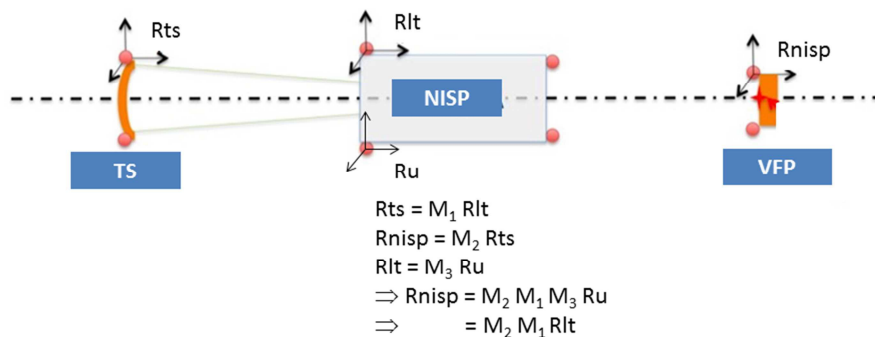 Rts
Rlt
Rnisp
NISP
TS
VFP
Ru
Rts = M₁ Rlt
Rnisp = M₂ Rts
Rlt = M₃ Ru
⇒ Rnisp = M₂ M₁ M₃ Ru
⇒ = M₂ M₁ Rlt